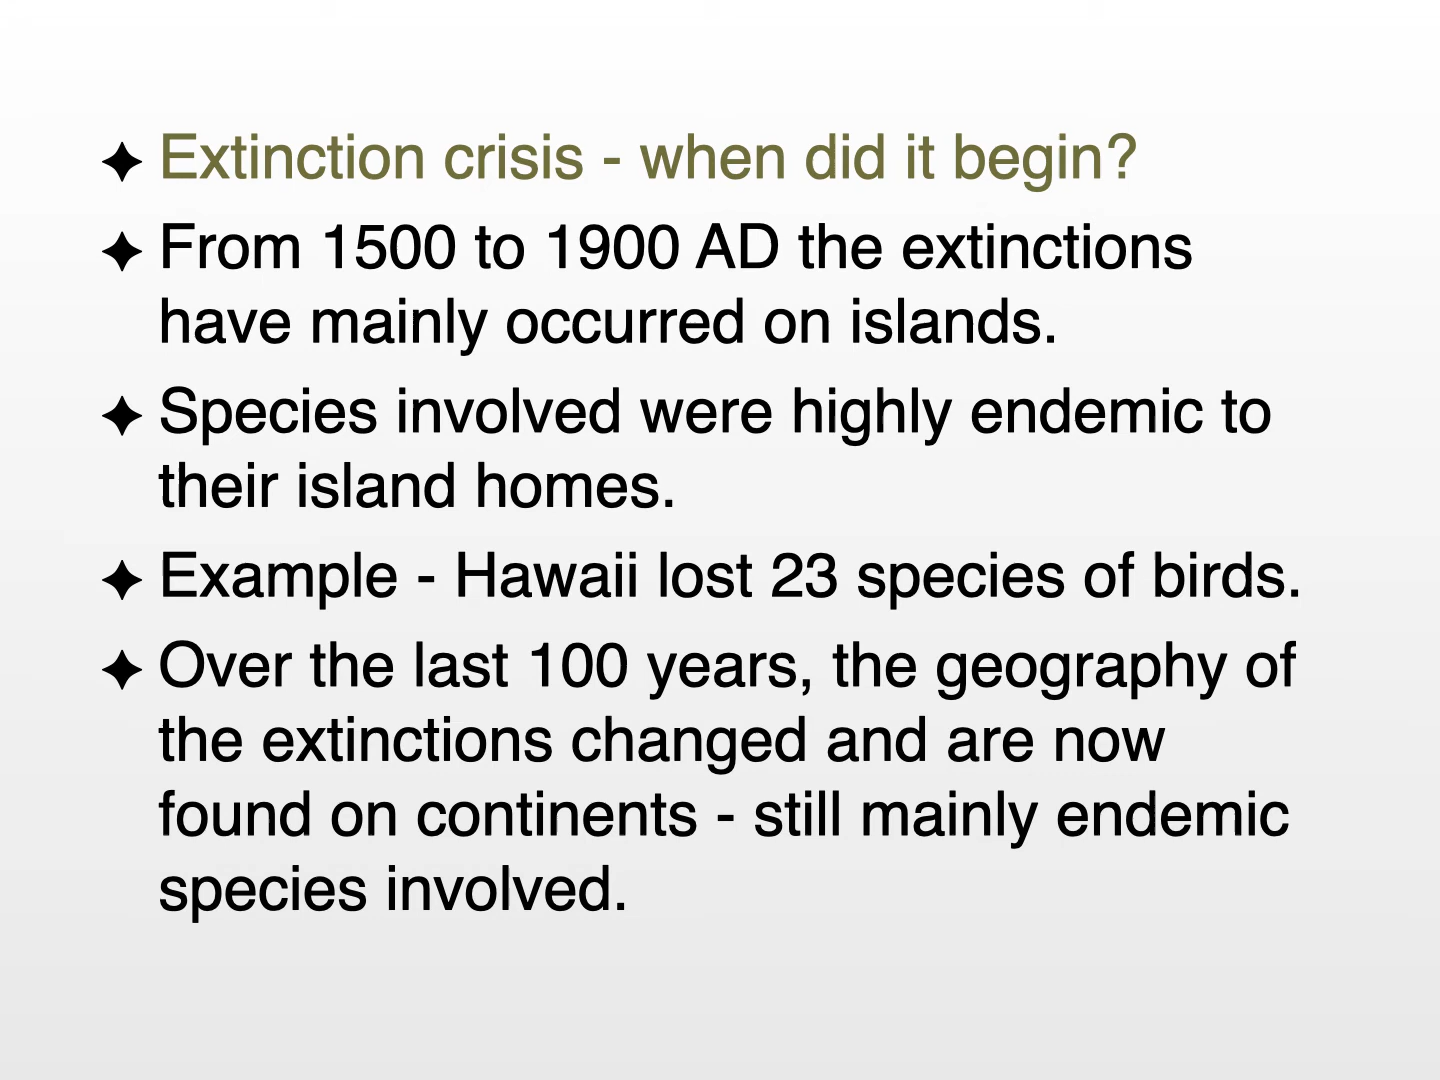 ✦ Extinction crisis - when did it begin?
✦ From 1500 to 1900 AD the extinctions
have mainly occurred on islands.
✦ Species involved were highly endemic to
their island homes.
✦ Example - Hawaii lost 23 species of birds.
✦ Over the last 100 years, the geography of
the extinctions changed and are now
found on continents - still mainly endemic
species involved.